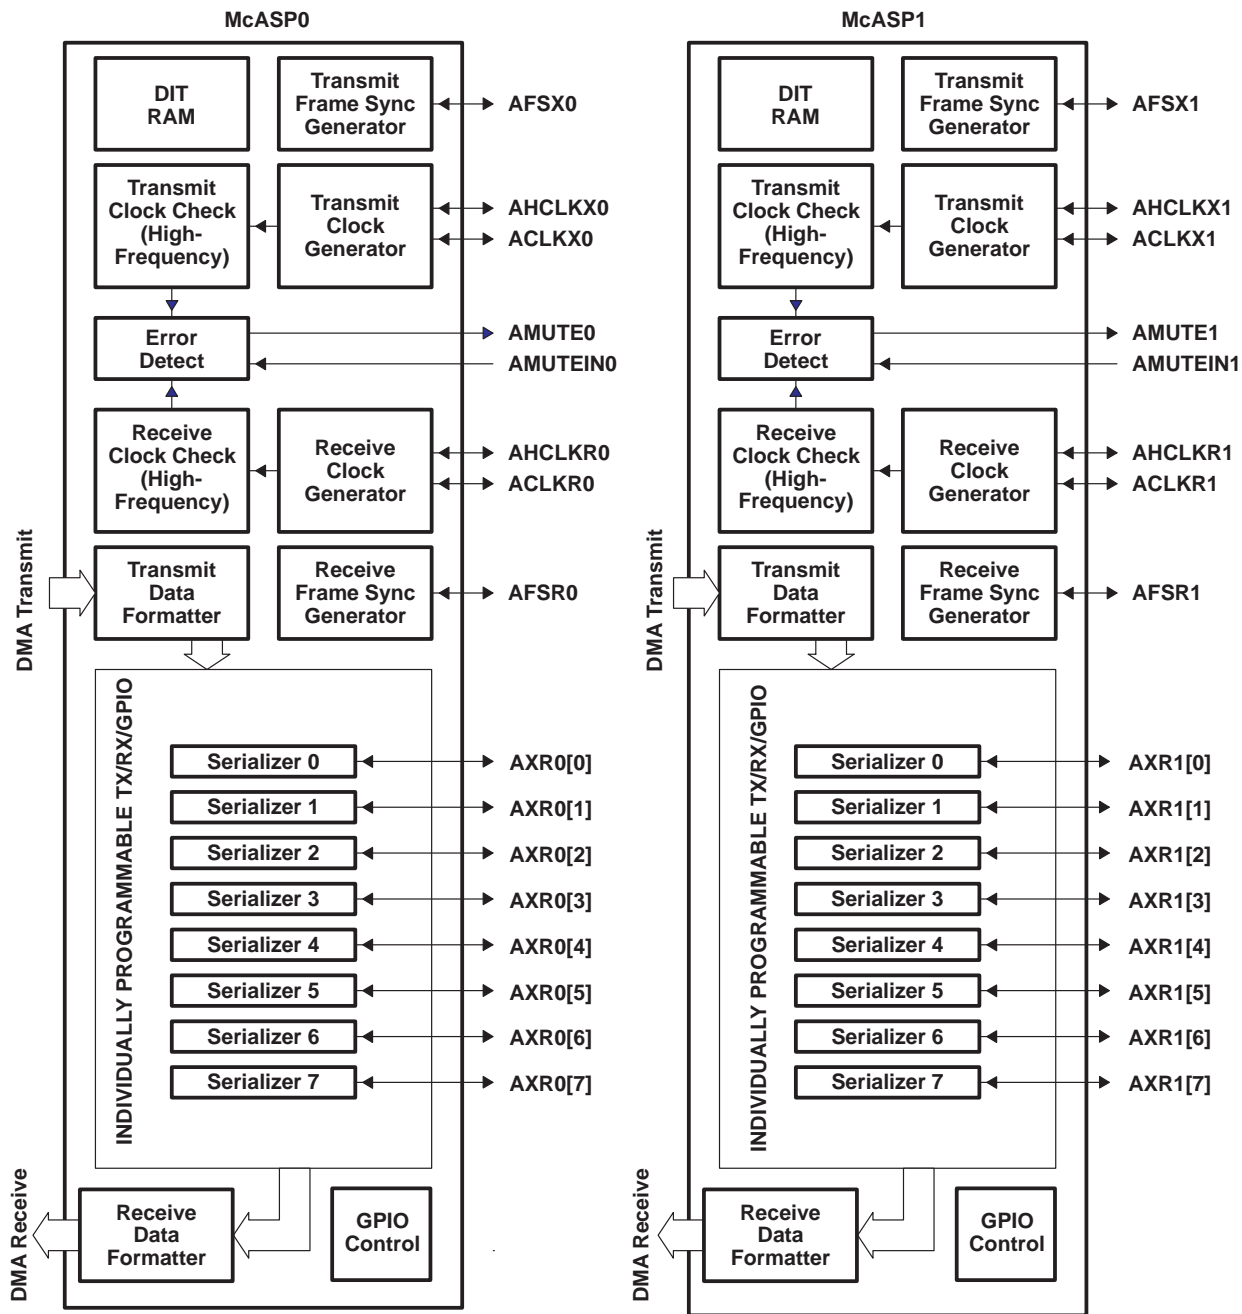 McASP0
DIT
RAM
Transmit
Frame Sync
Generator
AFSX0
Transmit
Clock Check
(High-
Frequency)
Transmit
Clock
Generator
AHCLKX0
ACLKX0
Error
Detect
AMUTE0
AMUTEIN0
Receive
Clock Check
(High-
Frequency)
Receive
Clock
Generator
AHCLKR0
ACLKR0
DMA Transmit
Transmit
Data
Formatter
Receive
Frame Sync
Generator
AFSR0
INDIVIDUALLY PROGRAMMABLE TX/RX/GPIO
Serializer 0
AXR0[0]
Serializer 1
AXR0[1]
Serializer 2
AXR0[2]
Serializer 3
AXR0[3]
Serializer 4
AXR0[4]
Serializer 5
AXR0[5]
Serializer 6
AXR0[6]
Serializer 7
AXR0[7]
DMA Receive
Receive
Data
Formatter
GPIO
Control
McASP1
DIT
RAM
Transmit
Frame Sync
Generator
AFSX1
Transmit
Clock Check
(High-
Frequency)
Transmit
Clock
Generator
AHCLKX1
ACLKX1
Error
Detect
AMUTE1
AMUTEIN1
Receive
Clock Check
(High-
Frequency)
Receive
Clock
Generator
AHCLKR1
ACLKR1
DMA Transmit
Transmit
Data
Formatter
Receive
Frame Sync
Generator
AFSR1
INDIVIDUALLY PROGRAMMABLE TX/RX/GPIO
Serializer 0
AXR1[0]
Serializer 1
AXR1[1]
Serializer 2
AXR1[2]
Serializer 3
AXR1[3]
Serializer 4
AXR1[4]
Serializer 5
AXR1[5]
Serializer 6
AXR1[6]
Serializer 7
AXR1[7]
DMA Receive
Receive
Data
Formatter
GPIO
Control